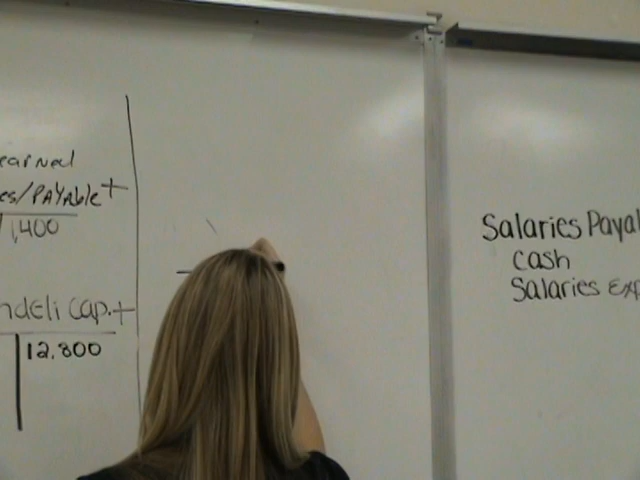 earned
es/PAYABLE +
1,400
ndeli cap. +
12,800
Salaries Payal
cash
Salaries Exp